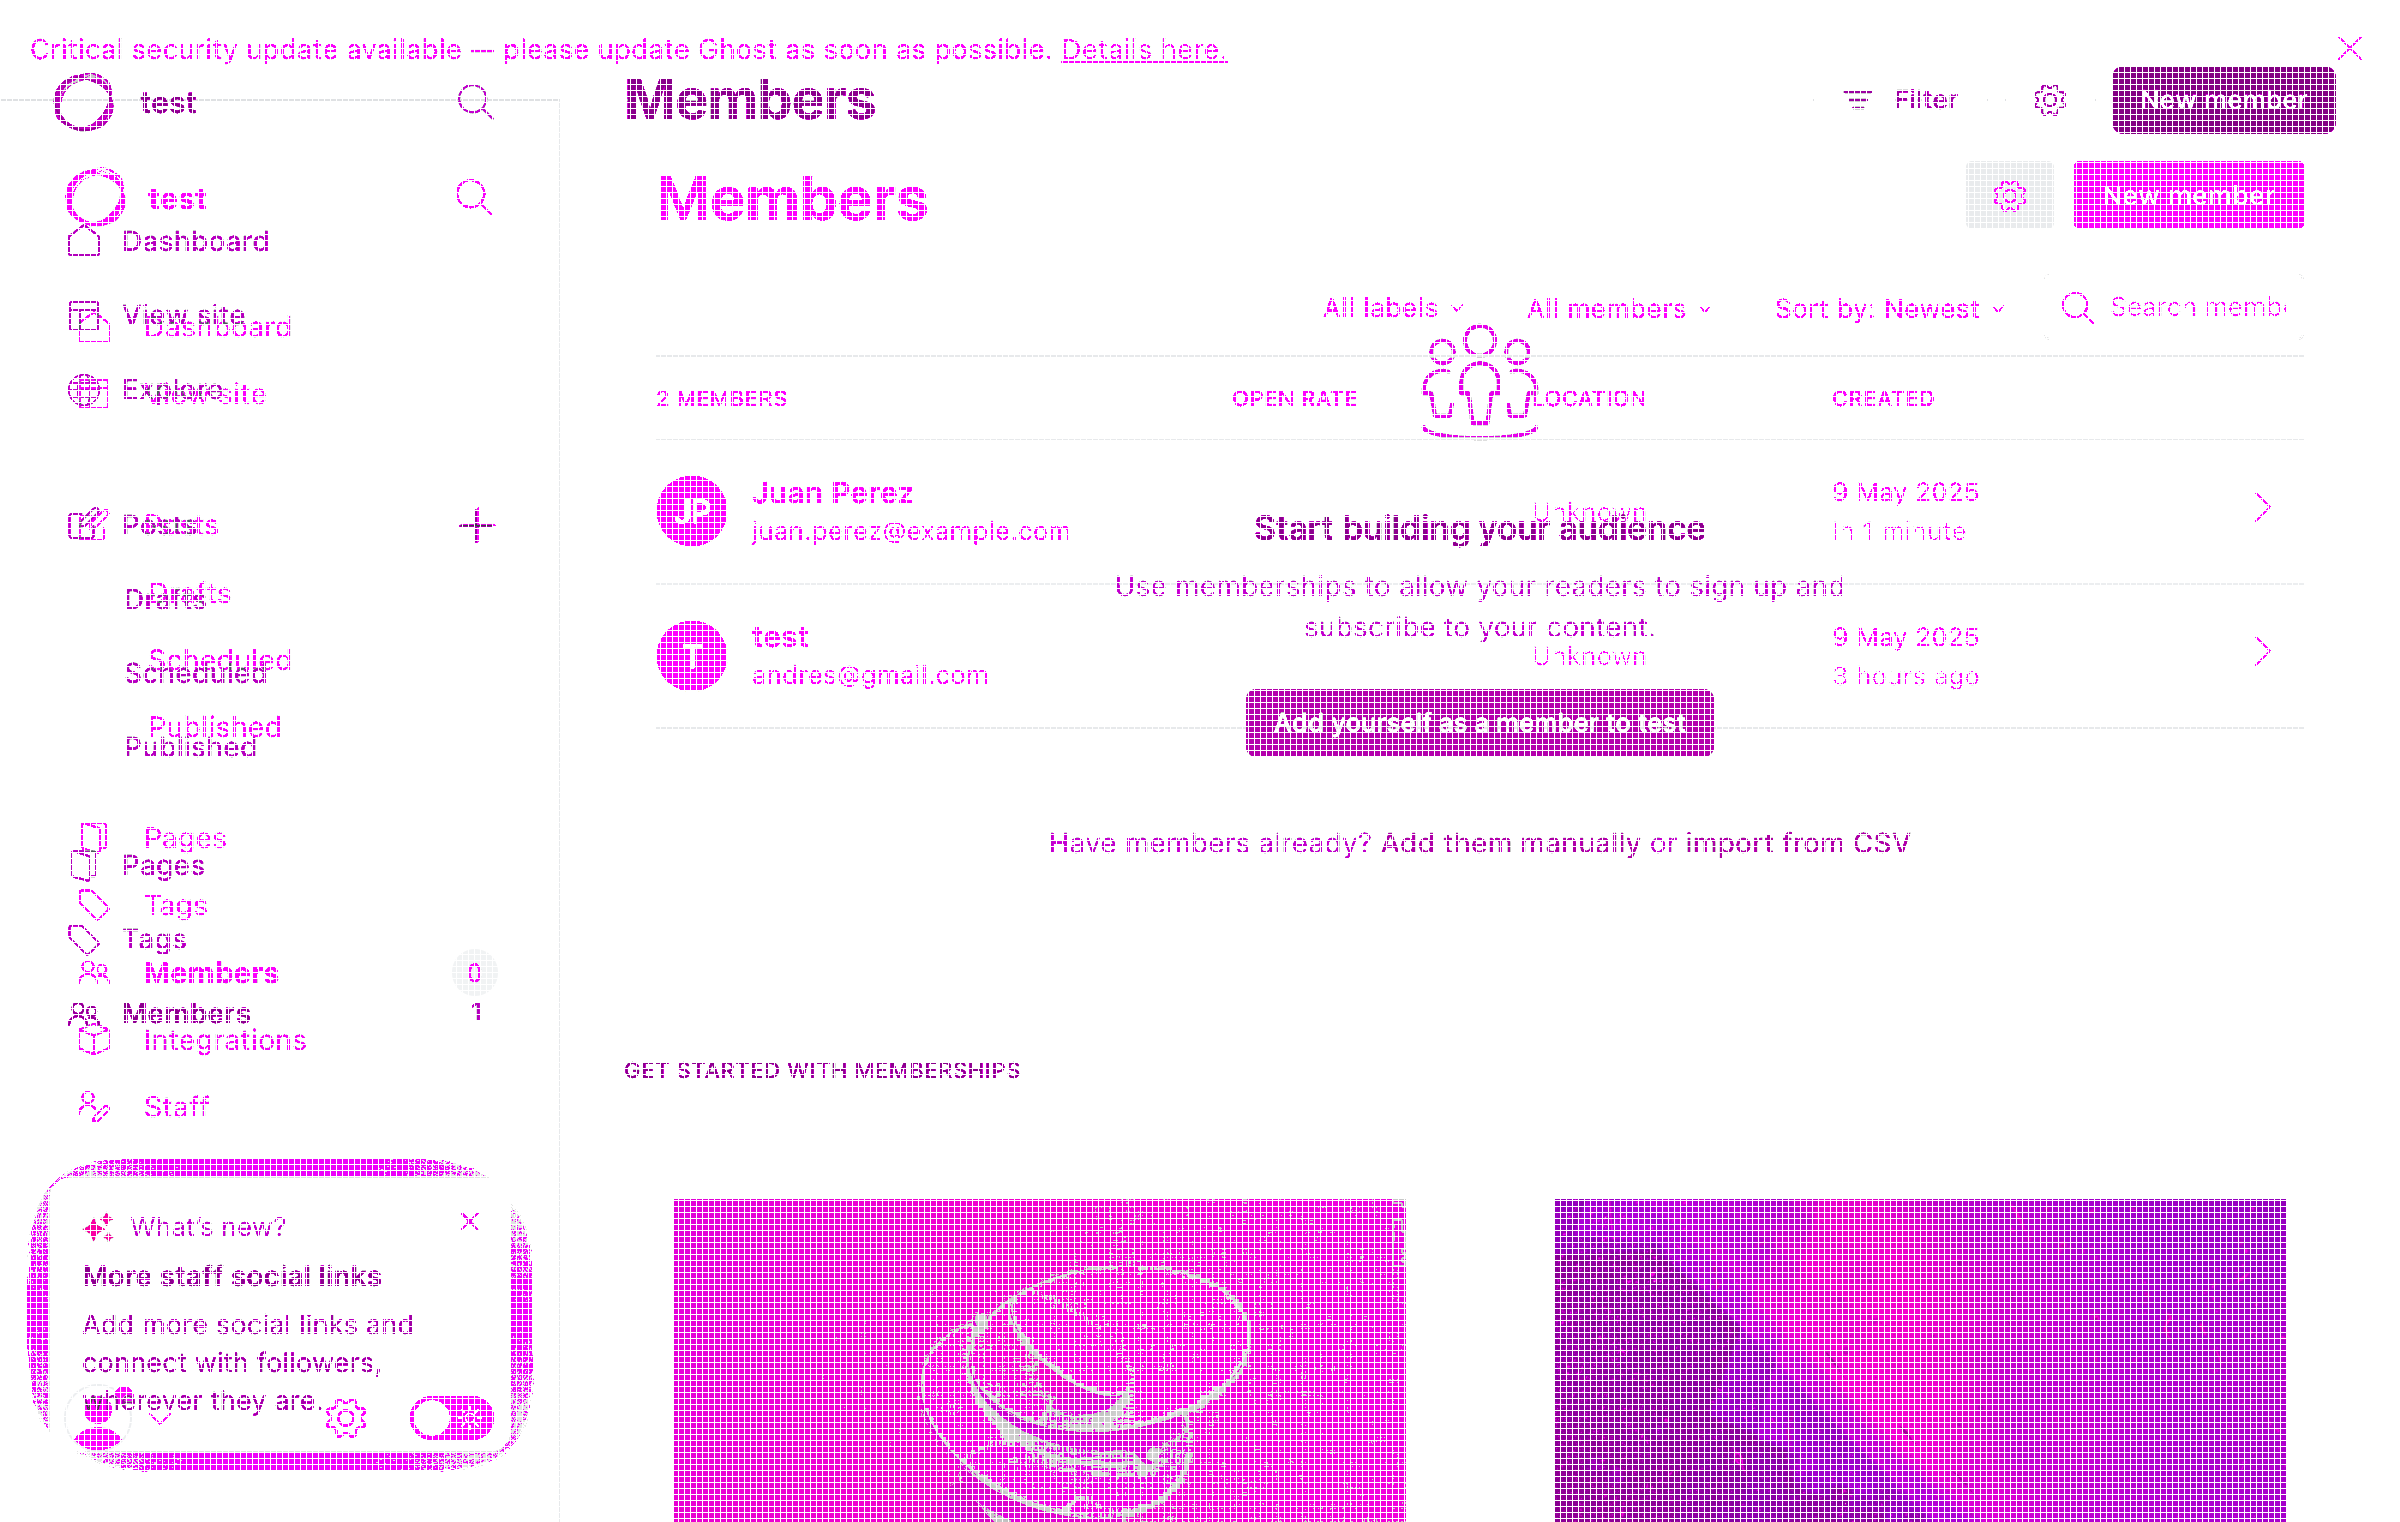 Critical security update available — please update Ghost as soon as possible. Details here.
test
Members
Filter
New member
test
Members
New member
Dashboard
All labels
All members
Sort by: Newest
Search membe
View site
Dashboard
Explore
View site
2 MEMBERS
OPEN RATE
LOCATION
CREATED
JP
Juan Perez
juan.perez@example.com
Unknown
9 May 2025
In 1 minute
Posts
Posts
Start building your audience
Drafts
Drafts
Use memberships to allow your readers to sign up and
subscribe to your content.
T
test
andres@gmail.com
Unknown
9 May 2025
3 hours ago
Scheduled
Scheduled
Published
Published
Add yourself as a member to test
Pages
Pages
Have members already? Add them manually or import from CSV
Tags
Tags
Members
0
Members
1
Integrations
GET STARTED WITH MEMBERSHIPS
Staff
What's new?
More staff social links
Add more social links and
connect with followers,
wherever they are.